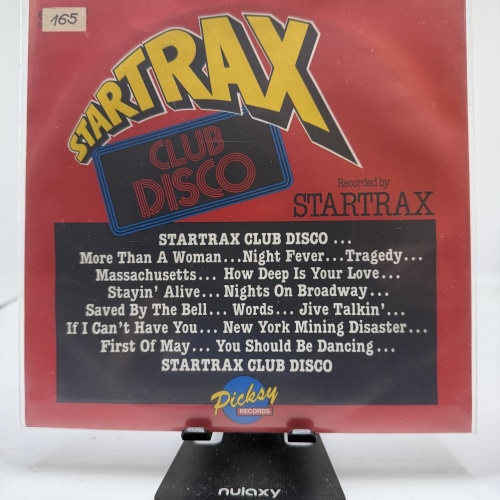 165
STARTRAX
CLUB
DISCO
Recorded by
STARTRAX
STARTRAX CLUB DISCO ...
More Than A Woman... Night Fever... Tragedy...
Massachusetts... How Deep Is Your Love...
Stayin' Alive... Nights On Broadway...
Saved By The Bell... Words... Jive Talkin'...
If I Can't Have You... New York Mining Disaster...
First Of May... You Should Be Dancing...
STARTRAX CLUB DISCO
Picksy
RECORDS
nulaxy